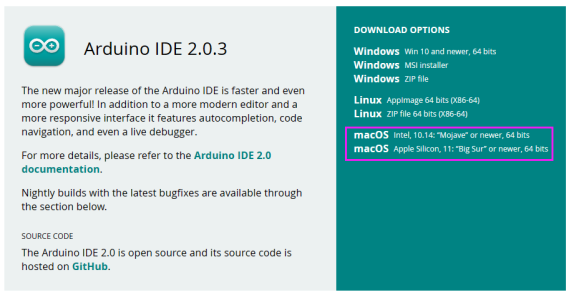 Arduino IDE 2.0.3
The new major release of the Arduino IDE is faster and even
more powerful! In addition to a more modern editor and a
more responsive interface it features autocompletion, code
navigation, and even a live debugger.
For more details, please refer to the Arduino IDE 2.0
documentation.
Nightly builds with the latest bugfixes are available through
the section below.
SOURCE CODE
The Arduino IDE 2.0 is open source and its source code is
hosted on GitHub.
DOWNLOAD OPTIONS
Windows Win 10 and newer, 64 bits
Windows MSI installer
Windows ZIP file
Linux AppImage 64 bits (X86-64)
Linux ZIP file 64 bits (X86-64)
macOS Intel, 10.14: “Mojave” or newer, 64 bits
macOS Apple Silicon, 11: “Big Sur” or newer, 64 bits